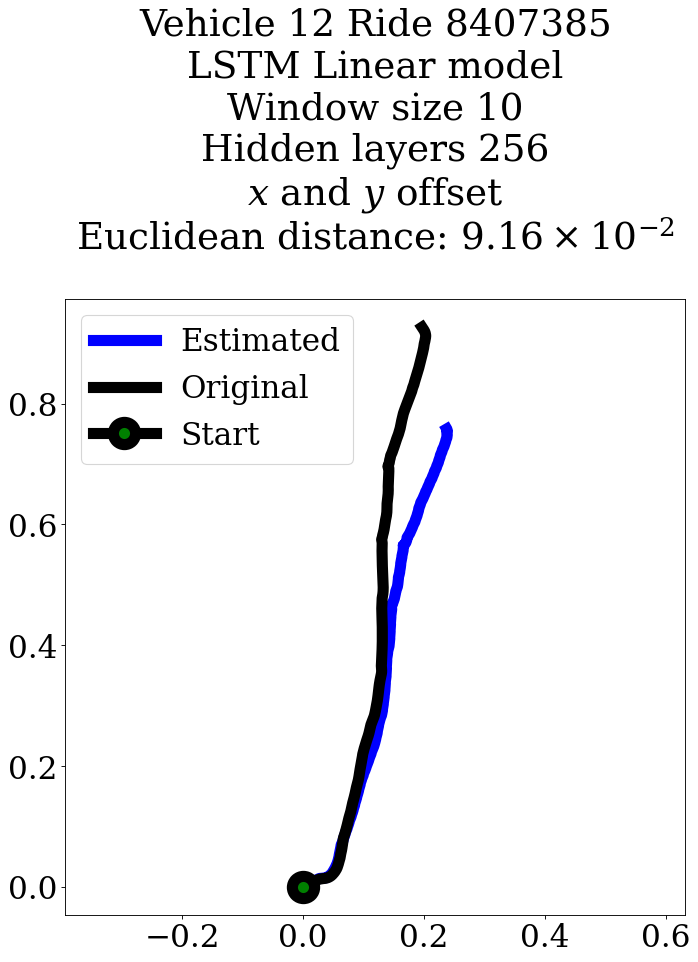 Vehicle 12 Ride 8407385
LSTM Linear model
Window size 10
Hidden layers 256
x and y offset
Euclidean distance: 9.16 × 10⁻²
Estimated
Original
Start
0.8
0.6
0.4
0.2
0.0
−0.2 0.0 0.2 0.4 0.6